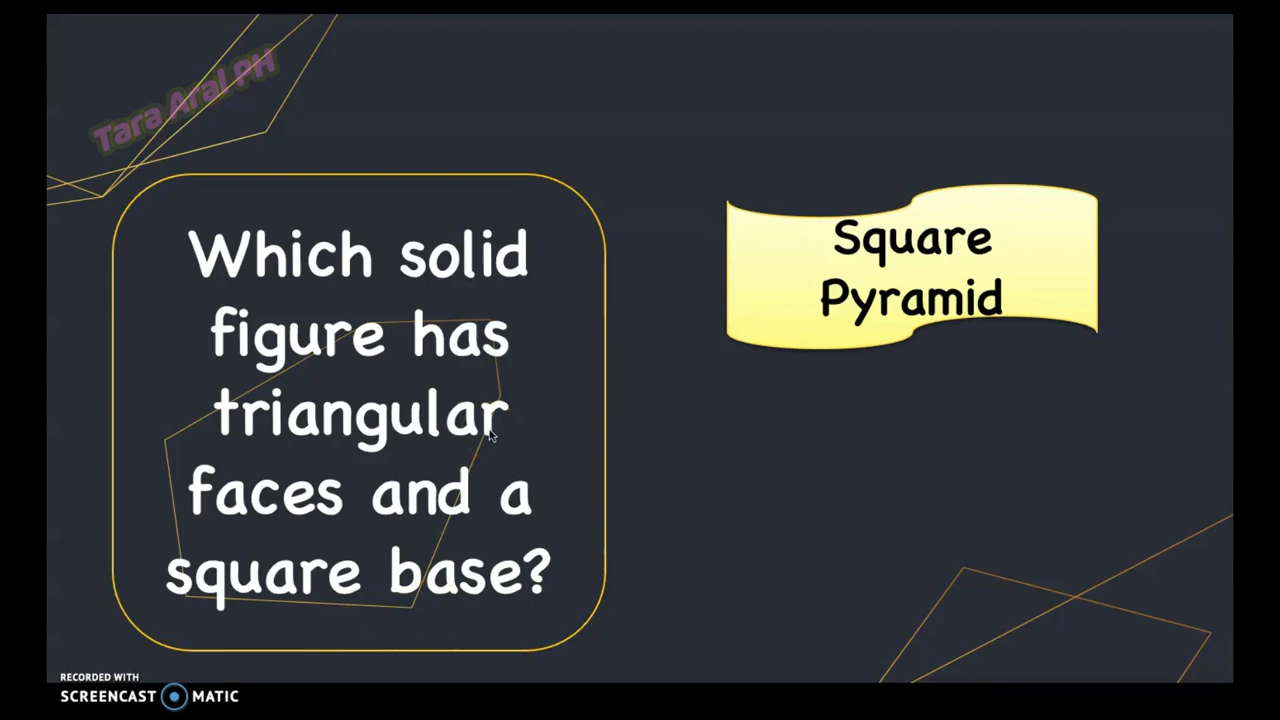 Tara Aral PH
Which solid
figure has
triangular
faces and a
square base?
Square
Pyramid
RECORDED WITH
SCREENCAST MATIC